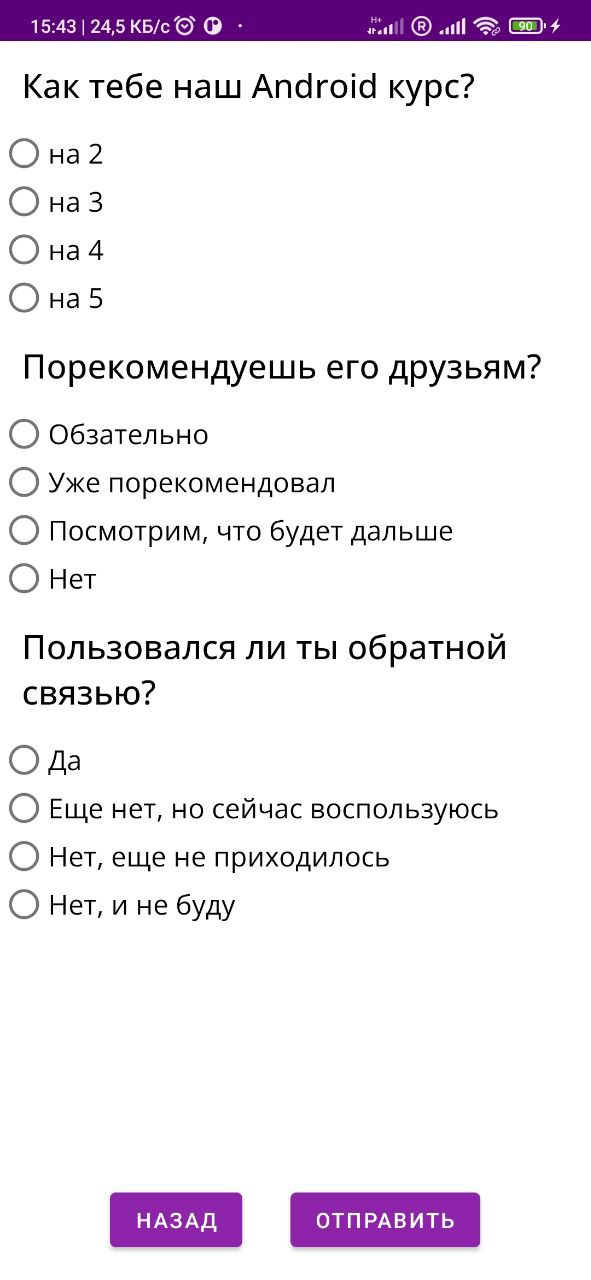 15:43 | 24,5 КБ/с
H+
R
90
Как тебе наш Android курс?
на 2
на 3
на 4
на 5
Порекомендуешь его друзьям?
Обзательно
Уже порекомендовал
Посмотрим, что будет дальше
Нет
Пользовался ли ты обратной
связью?
Да
Еще нет, но сейчас воспользуюсь
Нет, еще не приходилось
Нет, и не буду
НАЗАД
ОТПРАВИТЬ